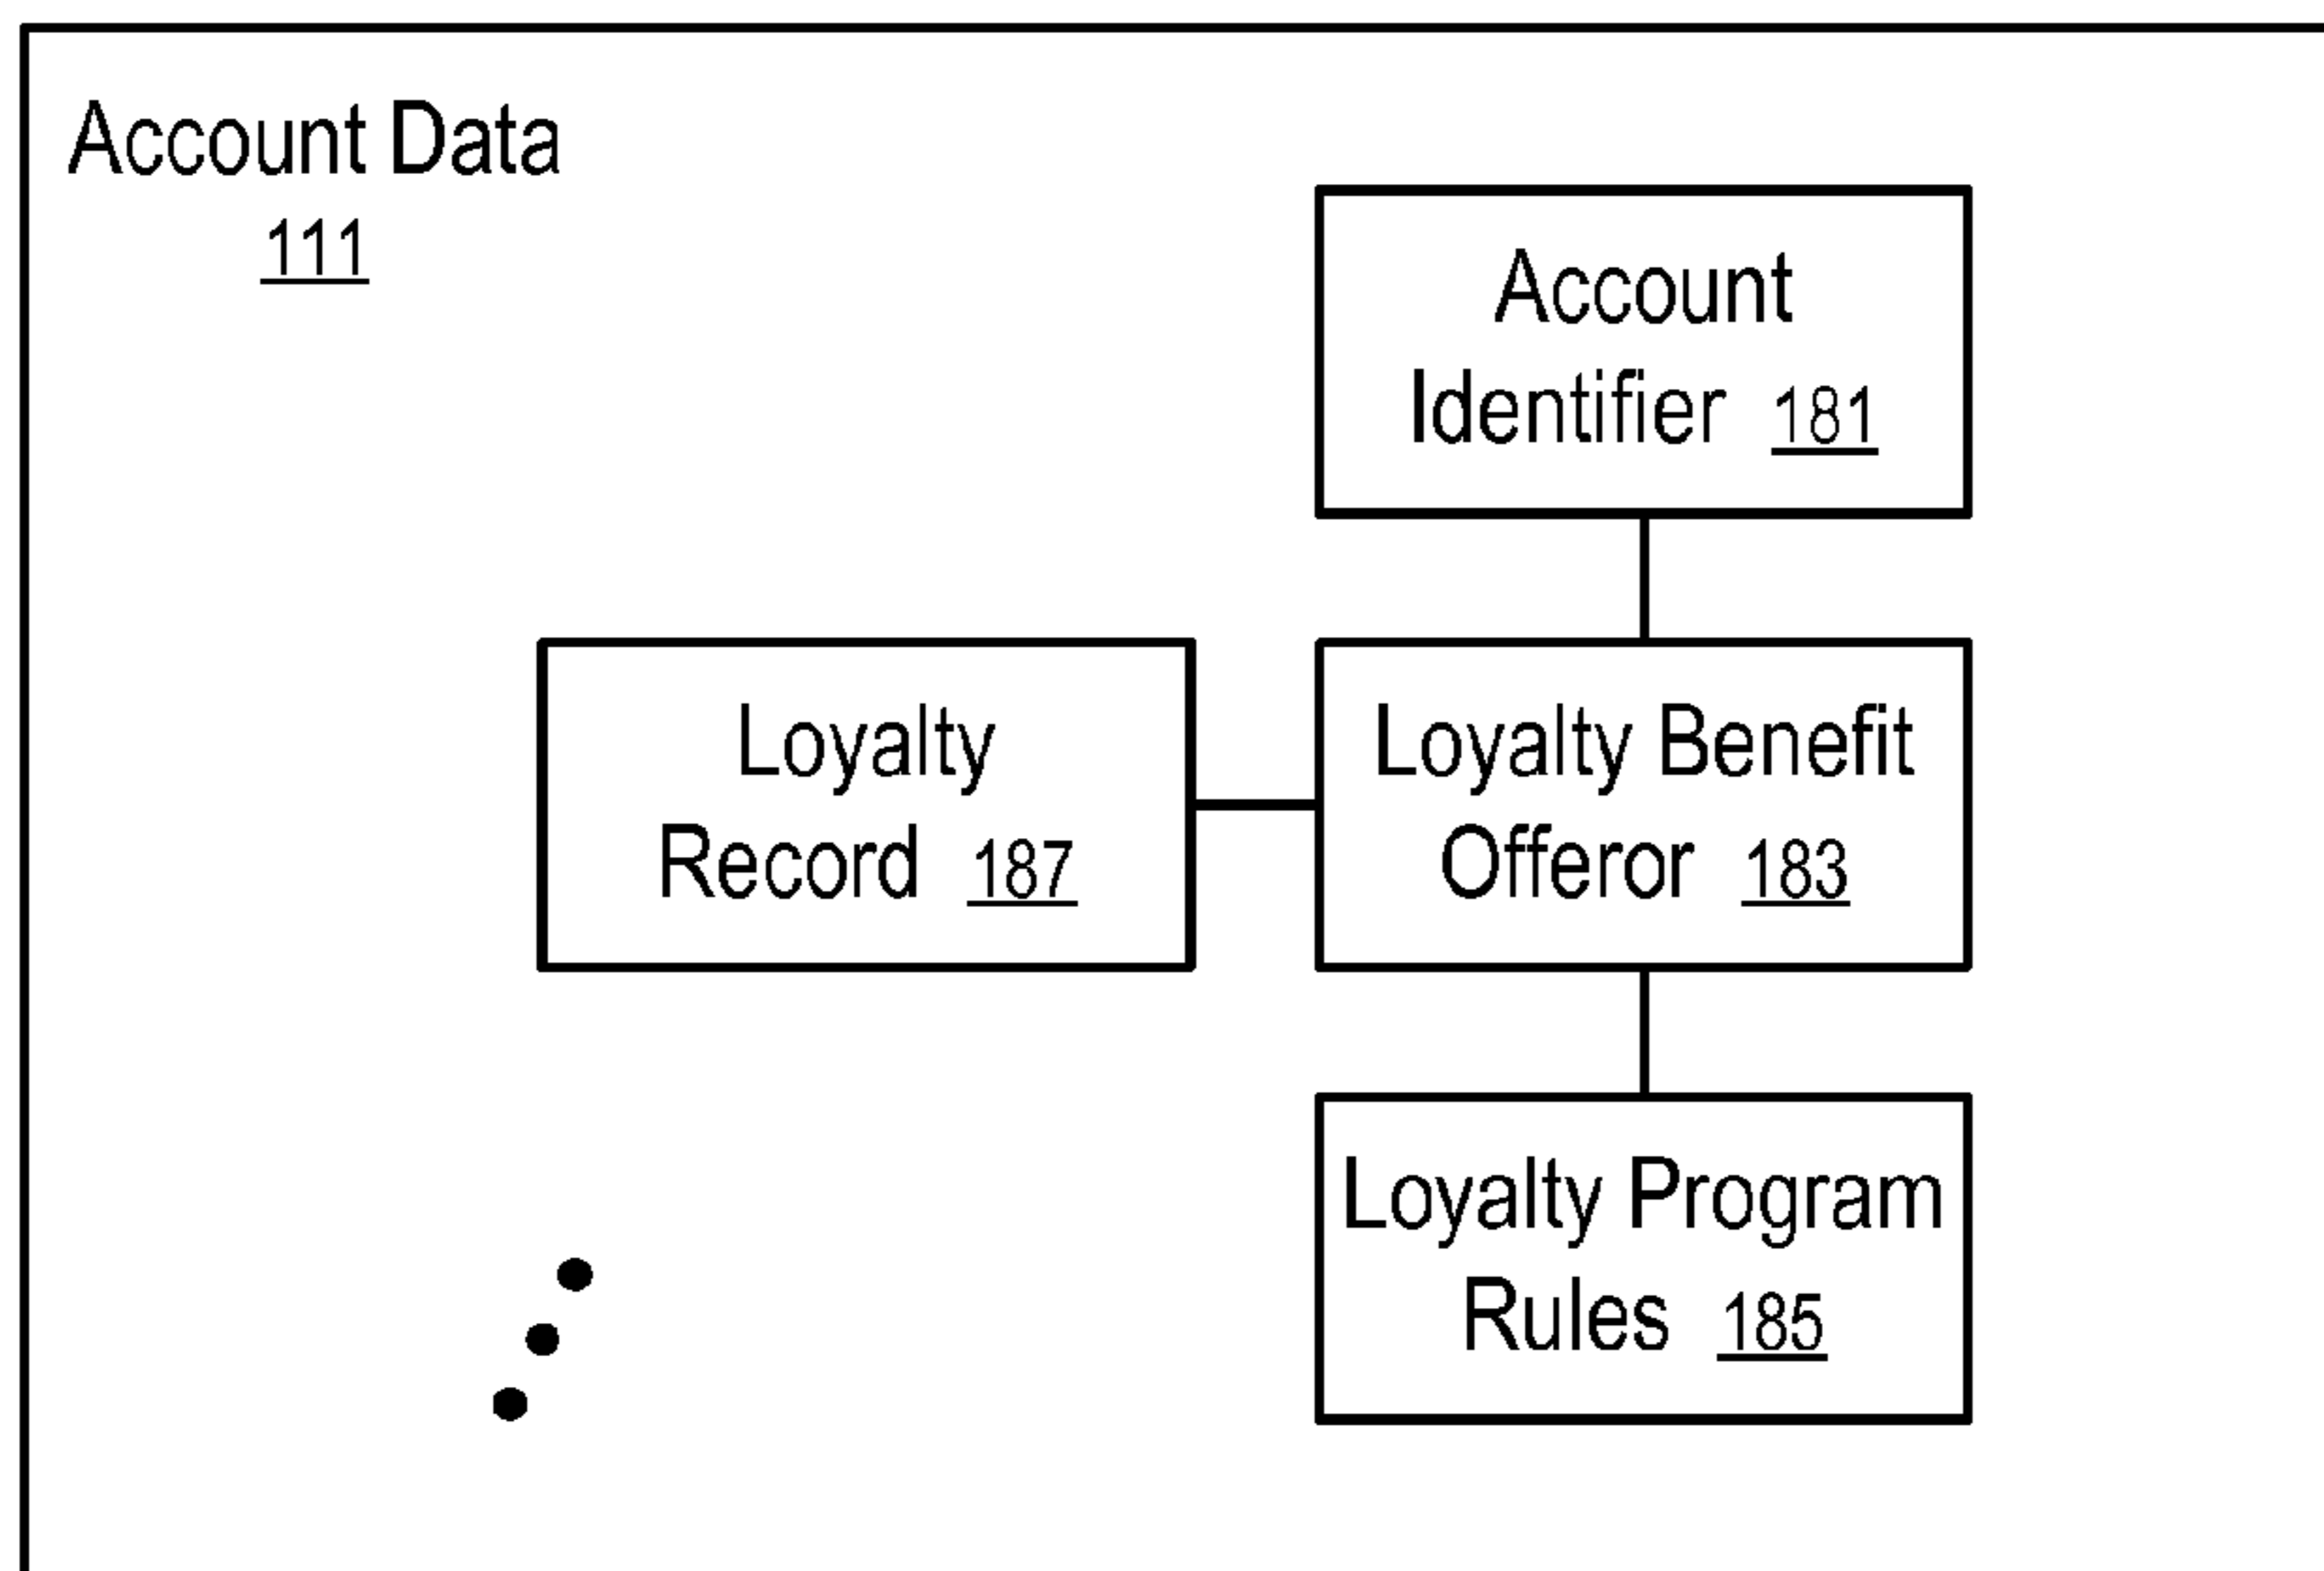 Account Data
111
Account
Identifier 181
Loyalty
Record 187
Loyalty Benefit
Offeror 183
Loyalty Program
Rules 185